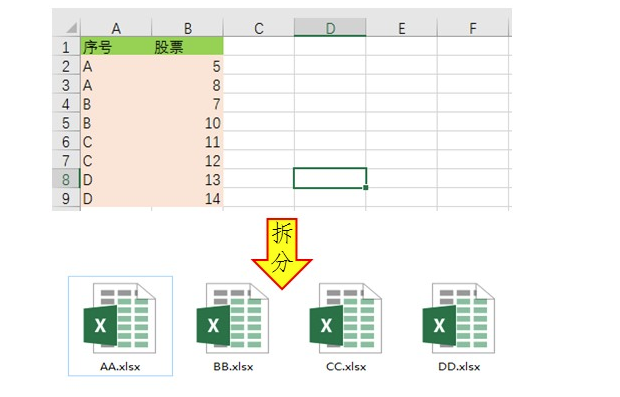 A B C D E F
1 序号 股票
2 A 5
3 A 8
4 B 7
5 B 10
6 C 11
7 C 12
8 D 13
9 D 14
拆
分
X X X X
AA.xlsx BB.xlsx CC.xlsx DD.xlsx